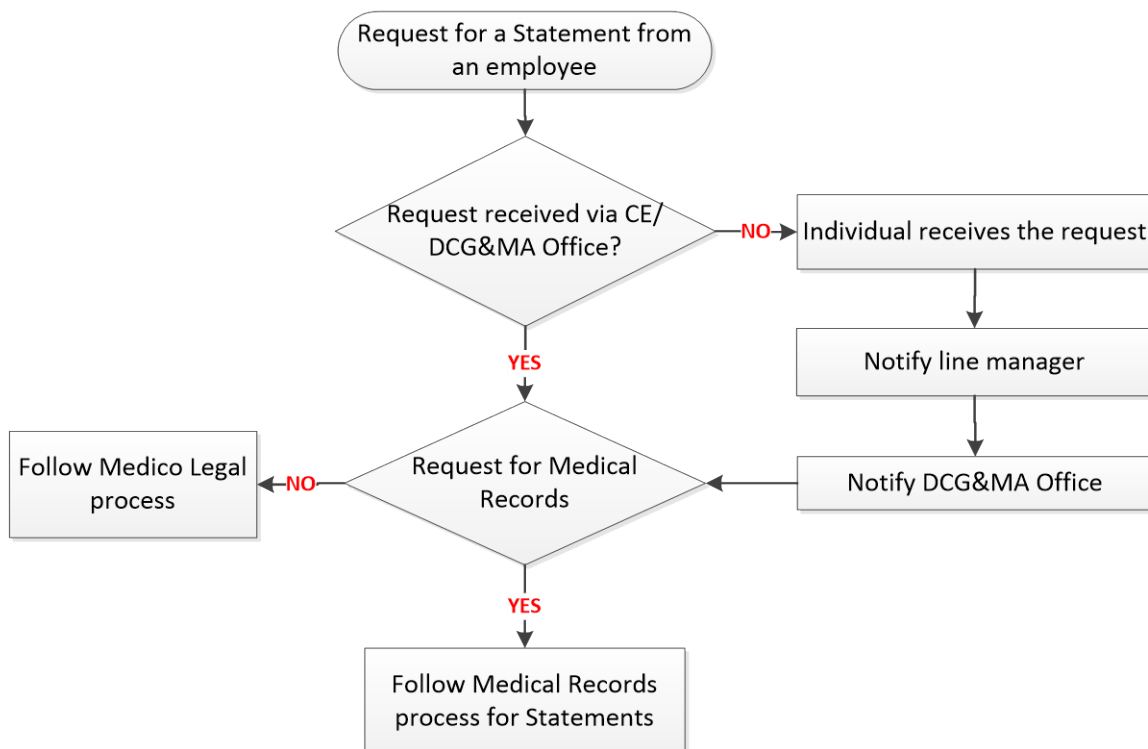 Request for a Statement from
an employee
Request received via CE/
DCG&MA Office?
NO
Individual receives the request
YES
Notify line manager
Follow Medico Legal
process
NO
Request for Medical
Records
Notify DCG&MA Office
YES
Follow Medical Records
process for Statements